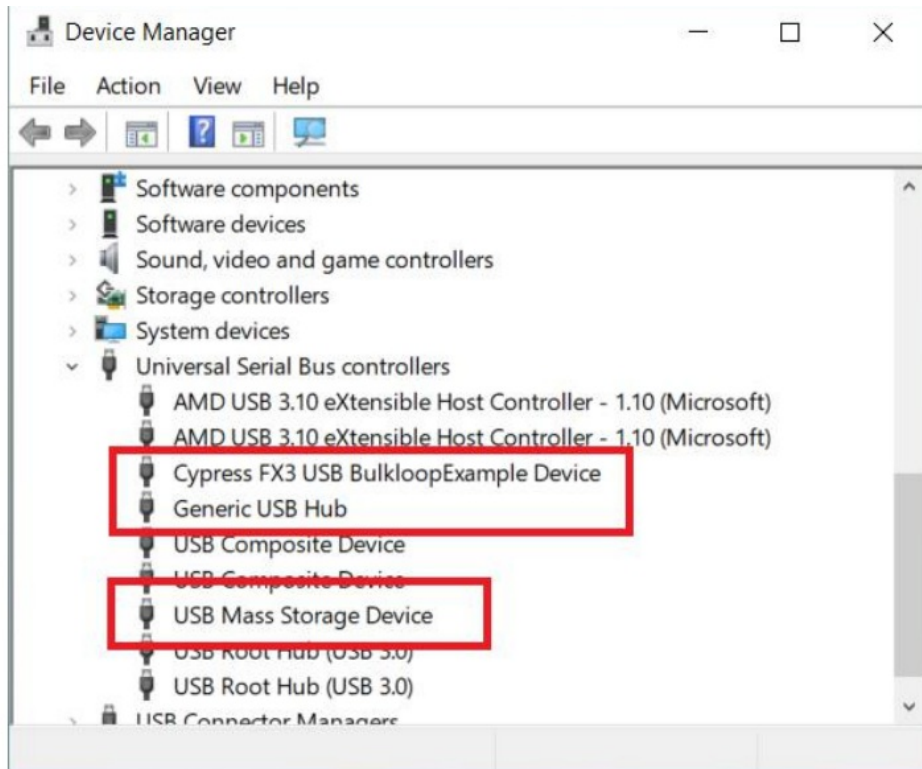 Device Manager
File Action View Help
Software components
Software devices
Sound, video and game controllers
Storage controllers
System devices
Universal Serial Bus controllers
AMD USB 3.10 eXtensible Host Controller - 1.10 (Microsoft)
AMD USB 3.10 eXtensible Host Controller - 1.10 (Microsoft)
Cypress FX3 USB BulkloopExample Device
Generic USB Hub
USB Composite Device
USB Composite Device
USB Mass Storage Device
USB Root Hub (USB 3.0)
USB Root Hub (USB 3.0)
USB Connector Managers